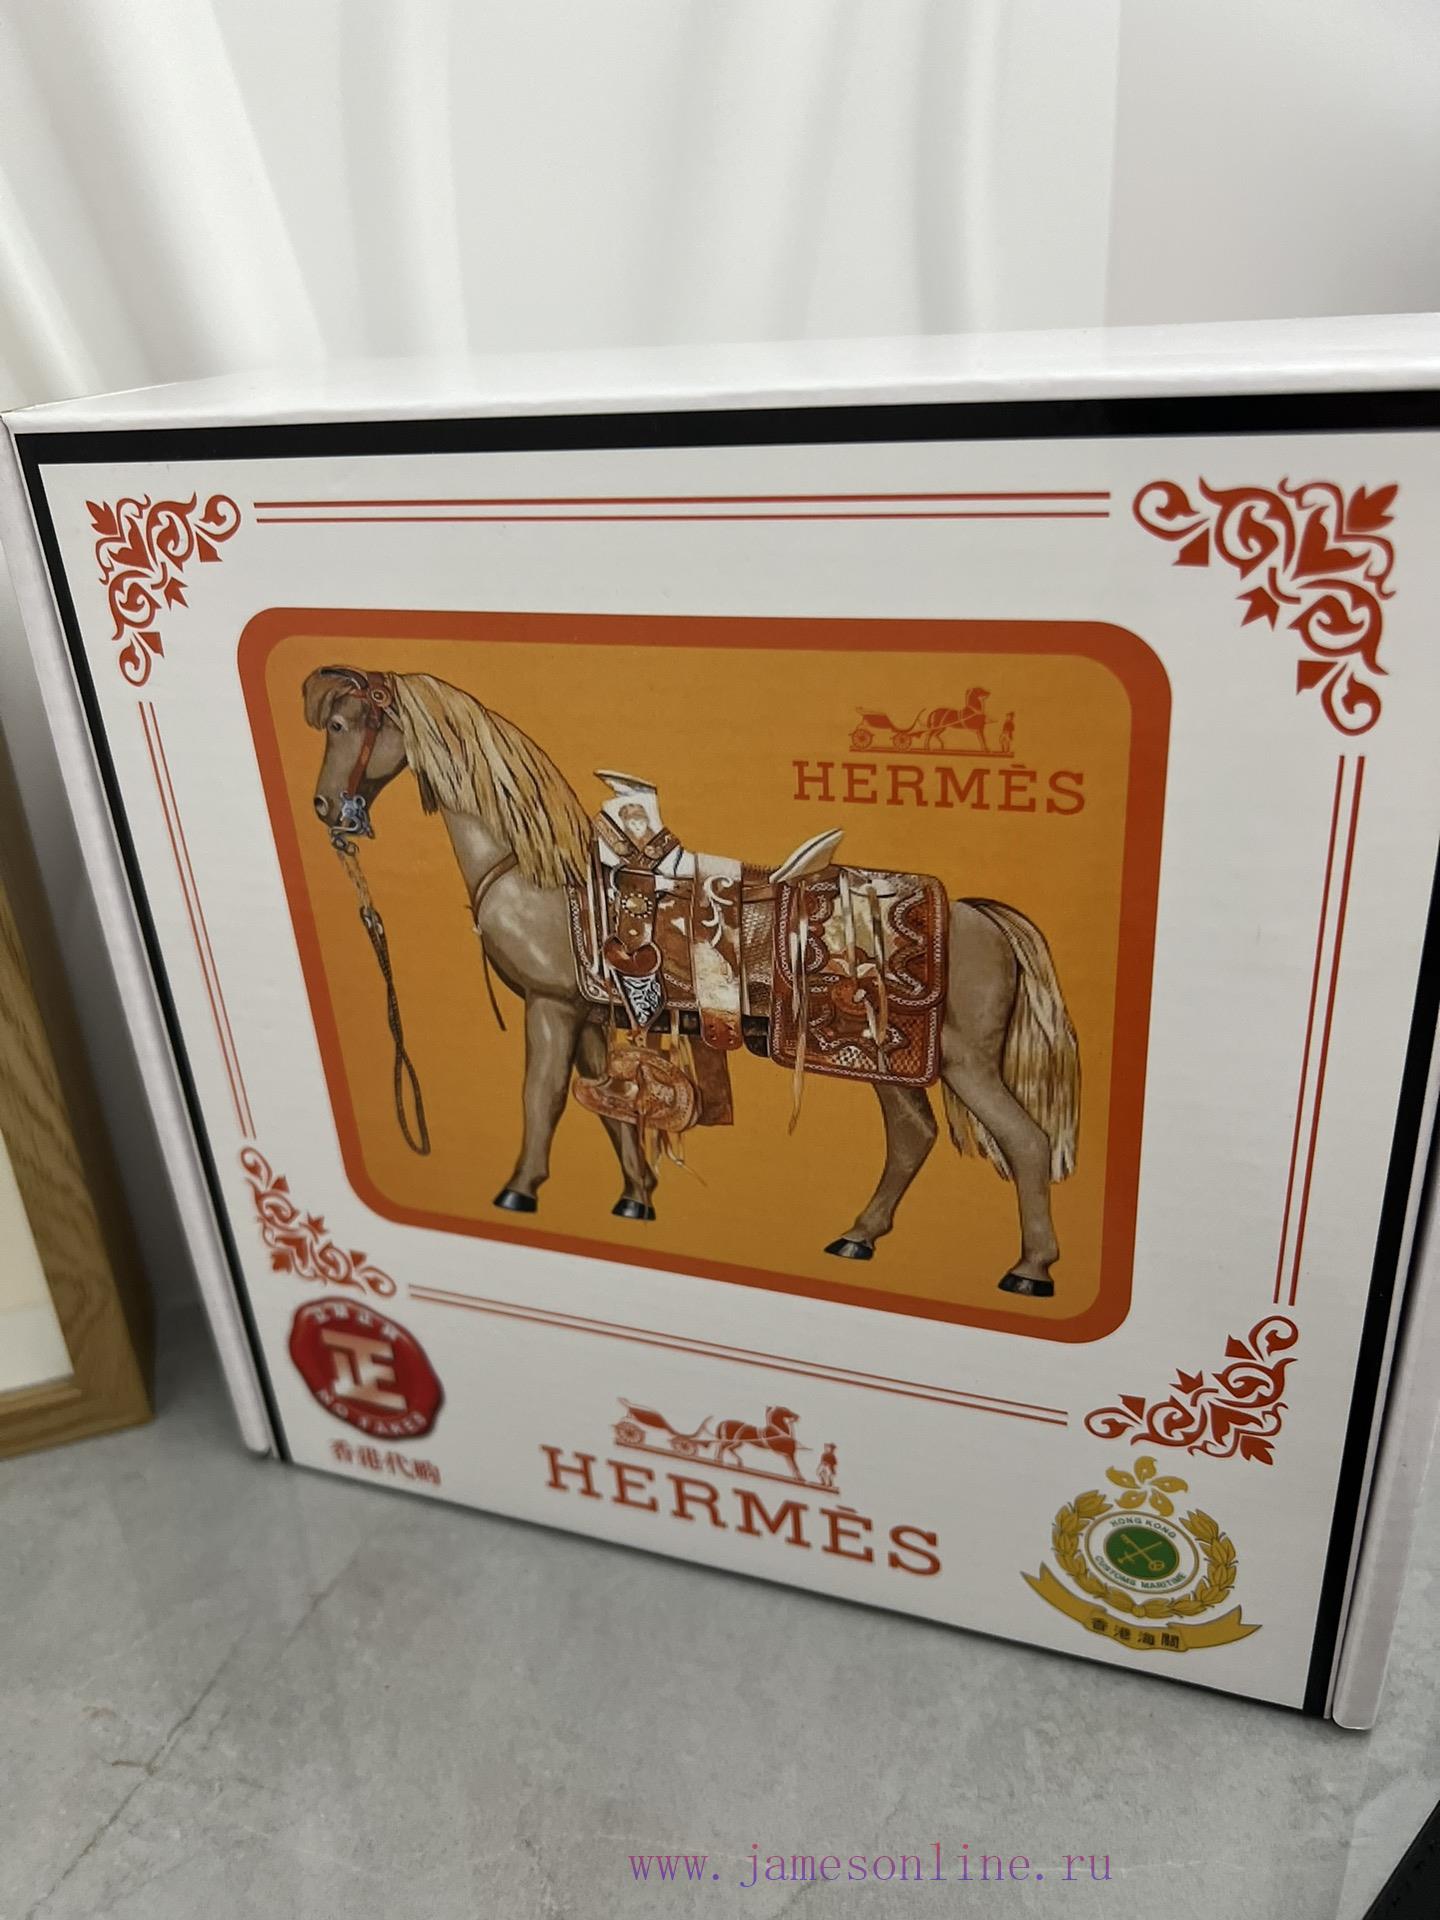 HERMÈS
正
NO FAKES
香港代购
HERMÈS
HONG KONG
CUSTOMS MARITIME
香港海關
www.jamesonline.ru